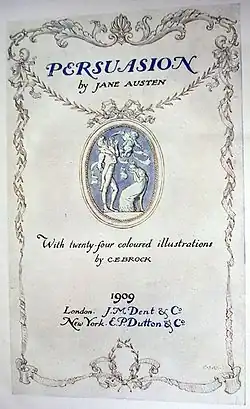 PERSUASION
by JANE AUSTEN
With twenty-four coloured illustrations
by C.E.BROCK
1909
London. J.M. Dent & Co
New York. E.P. Dutton & Co